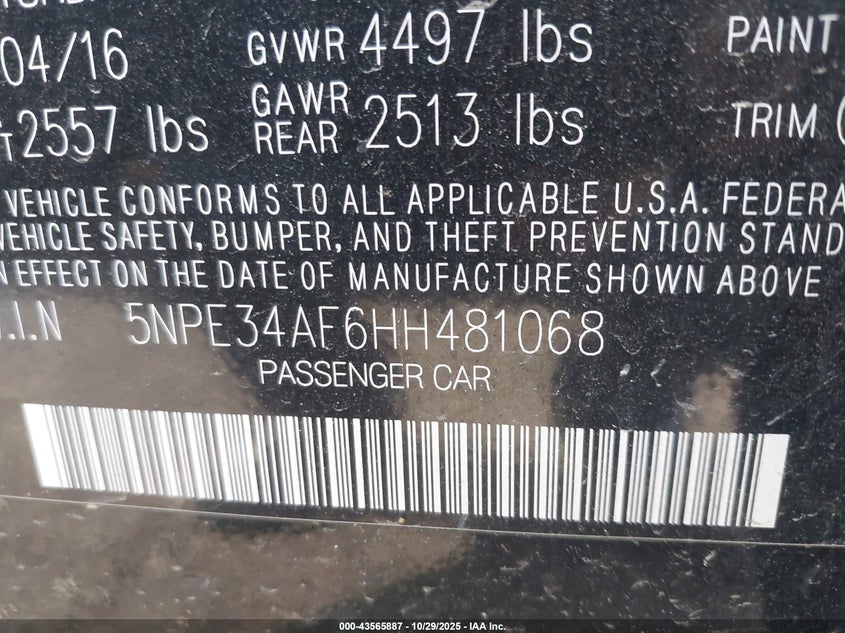 04/16 GVWR 4497 lbs PAINT
2557 lbs GAWR REAR 2513 lbs TRIM
VEHICLE CONFORMS TO ALL APPLICABLE U.S.A. FEDERA
VEHICLE SAFETY, BUMPER, AND THEFT PREVENTION STAND
N EFFECT ON THE DATE OF MANUFACTURE SHOWN ABOVE
.I.N 5NPE34AF6HH481068
PASSENGER CAR
000-43565887 - 10/29/2025 - IAA Inc.